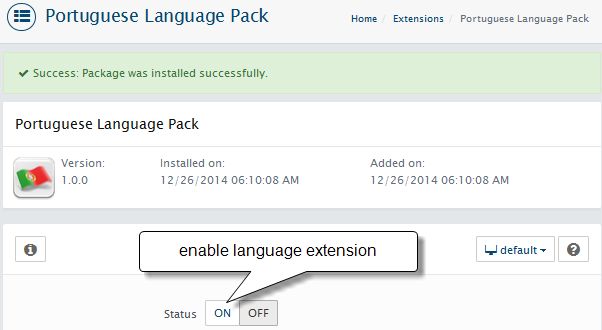 Portuguese Language Pack
Home / Extensions / Portuguese Language Pack
Success: Package was installed successfully.
Portuguese Language Pack
Version: Installed on: Added on:
1.0.0 12/26/2014 06:10:08 AM 12/26/2014 06:10:08 AM
enable language extension
default
Status ON OFF